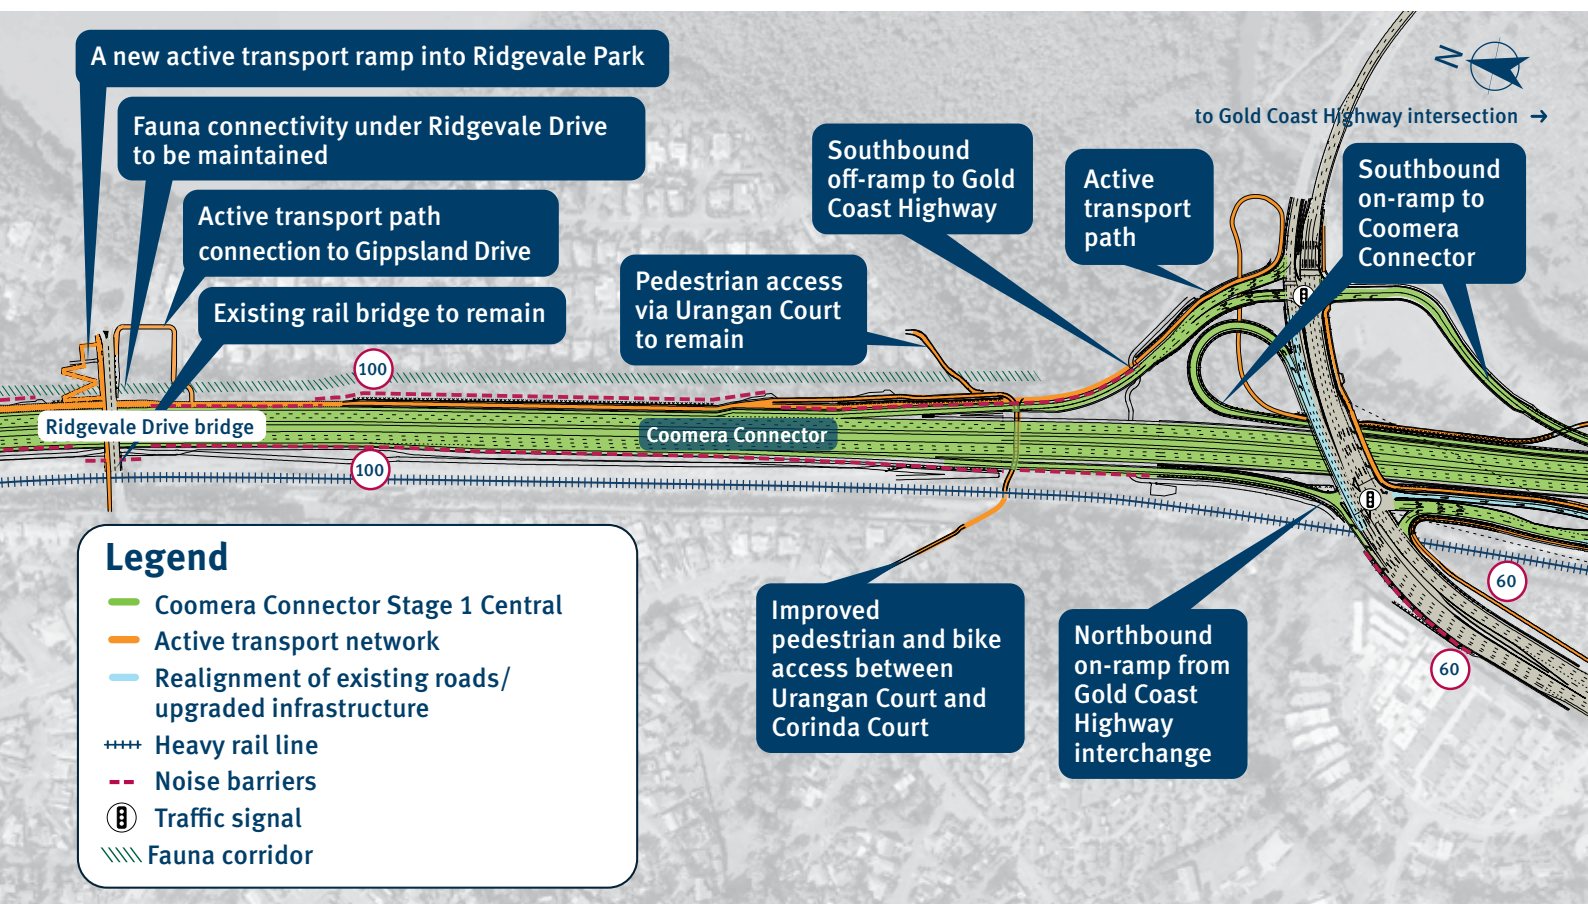 A new active transport ramp into Ridgevale Park
Fauna connectivity under Ridgevale Drive
to be maintained
Active transport path
connection to Gippsland Drive
Existing rail bridge to remain
Southbound
off-ramp to Gold
Coast Highway
Pedestrian access
via Urangan Court
to remain
Active
transport
path
N
to Gold Coast Highway intersection →
Southbound
on-ramp to
Coomera
Connector
100
Ridgevale Drive bridge
Coomera Connector
100
Legend
Coomera Connector Stage 1 Central
Active transport network
Realignment of existing roads/
upgraded infrastructure
Heavy rail line
Noise barriers
Traffic signal
Fauna corridor
Improved
pedestrian and bike
access between
Urangan Court and
Corinda Court
Northbound
on-ramp from
Gold Coast
Highway
interchange
60
60